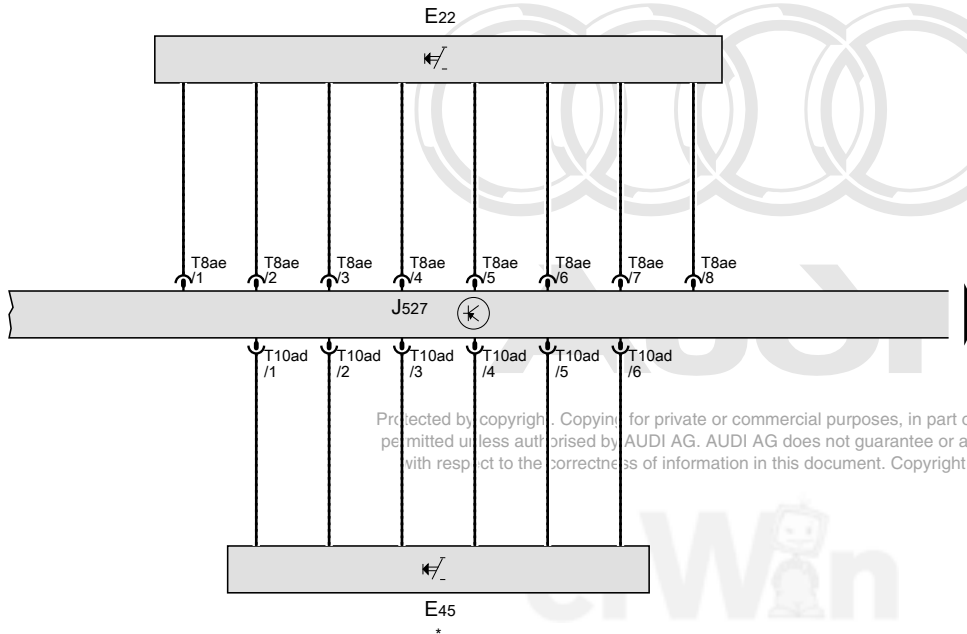 E22
T8ae /1 T8ae /2 T8ae /3 T8ae /4 T8ae /5 T8ae /6 T8ae /7 T8ae /8
J527
T10ad /1 T10ad /2 T10ad /3 T10ad /4 T10ad /5 T10ad /6
AUDI
Protected by copyright. Copying for private or commercial purposes, in part
permitted unless authorised by AUDI AG. AUDI AG does not guarantee or a
with respect to the correctness of information in this document. Copyright
erWin
E45
*